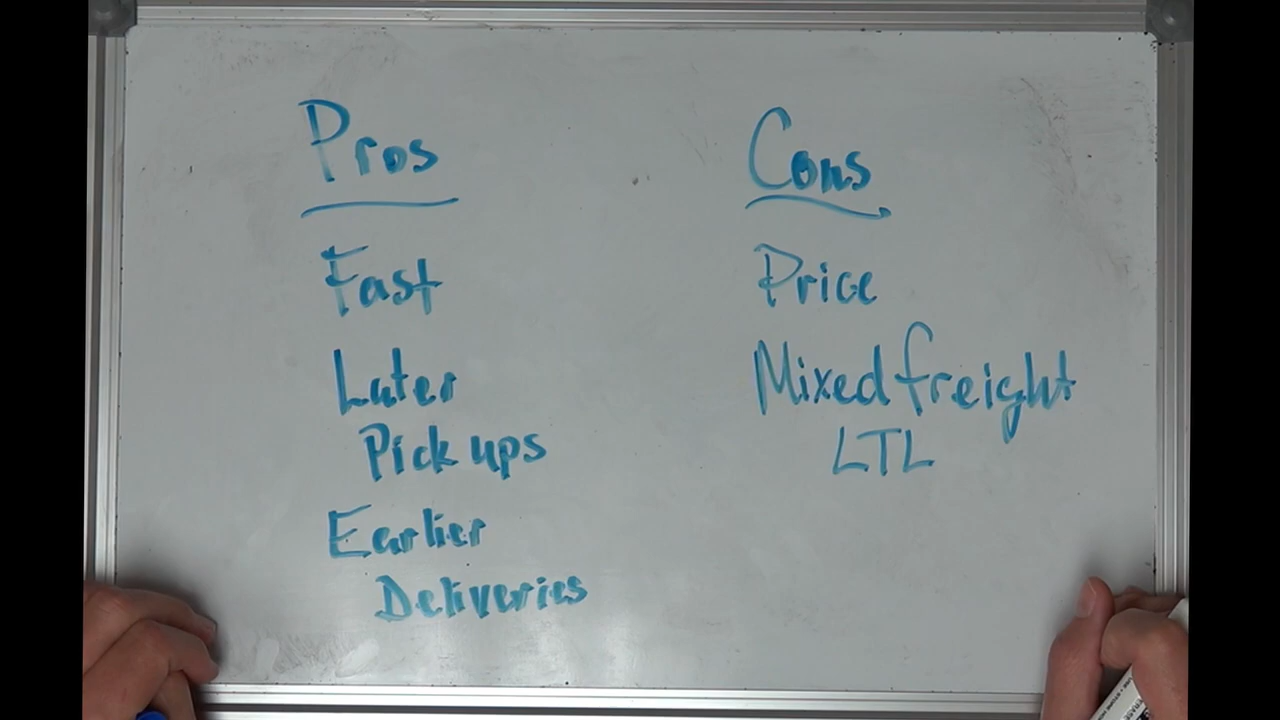 Pros
Fast
Later
Pick ups
Earlier
Deliveries
Cons
Price
Mixed freight
LTL